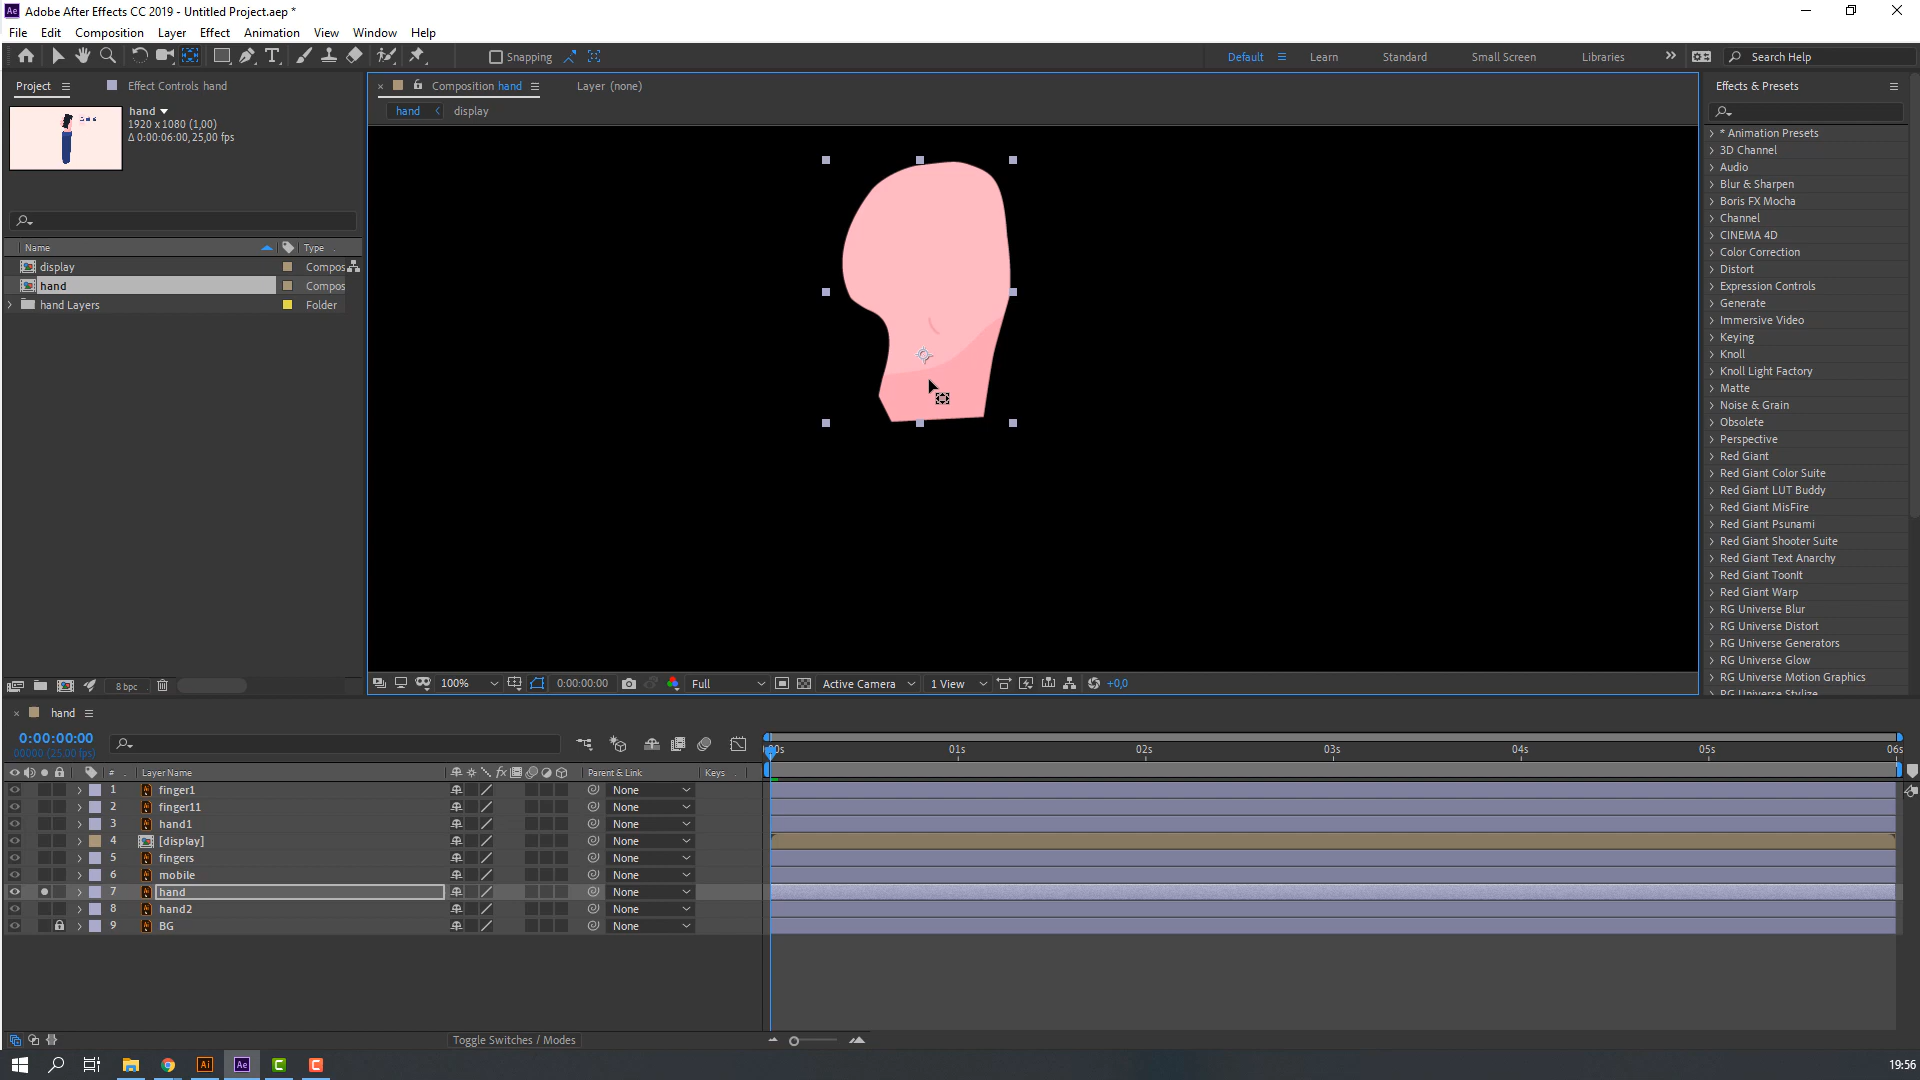 Ae Adobe After Effects CC 2019 - Untitled Project.aep *
File Edit Composition Layer Effect Animation View Window Help
Snapping
Default Learn Standard Small Screen Libraries Search Help
Project Effect Controls hand
Composition hand Layer (none)
Effects & Presets
hand
1920 x 1080 (1,00)
Δ 0:00:06:00, 25,00 fps
hand display
Name Type
display Compos
hand Compos
hand Layers Folder
* Animation Presets
3D Channel
Audio
Blur & Sharpen
Boris FX Mocha
Channel
CINEMA 4D
Color Correction
Distort
Expression Controls
Generate
Immersive Video
Keying
Knoll
Knoll Light Factory
Matte
Noise & Grain
Obsolete
Perspective
Red Giant
Red Giant Color Suite
Red Giant LUT Buddy
Red Giant MisFire
Red Giant Psunami
Red Giant Shooter Suite
Red Giant Text Anarchy
Red Giant ToonIt
Red Giant Warp
RG Universe Blur
RG Universe Distort
RG Universe Generators
RG Universe Glow
RG Universe Motion Graphics
RG Universe Stylize
8 bpc
100% 0:00:00:00 Full Active Camera 1 View +0,0
hand
0:00:00:00
00000 (25.00 fps)
:00s 01s 02s 03s 04s 05s 06s
# Layer Name fx Parent & Link Keys
1 finger1 None
2 finger11 None
3 hand1 None
4 [display] None
5 fingers None
6 mobile None
7 hand None
8 hand2 None
9 BG None
Toggle Switches / Modes
Ai Ae C C 19:56